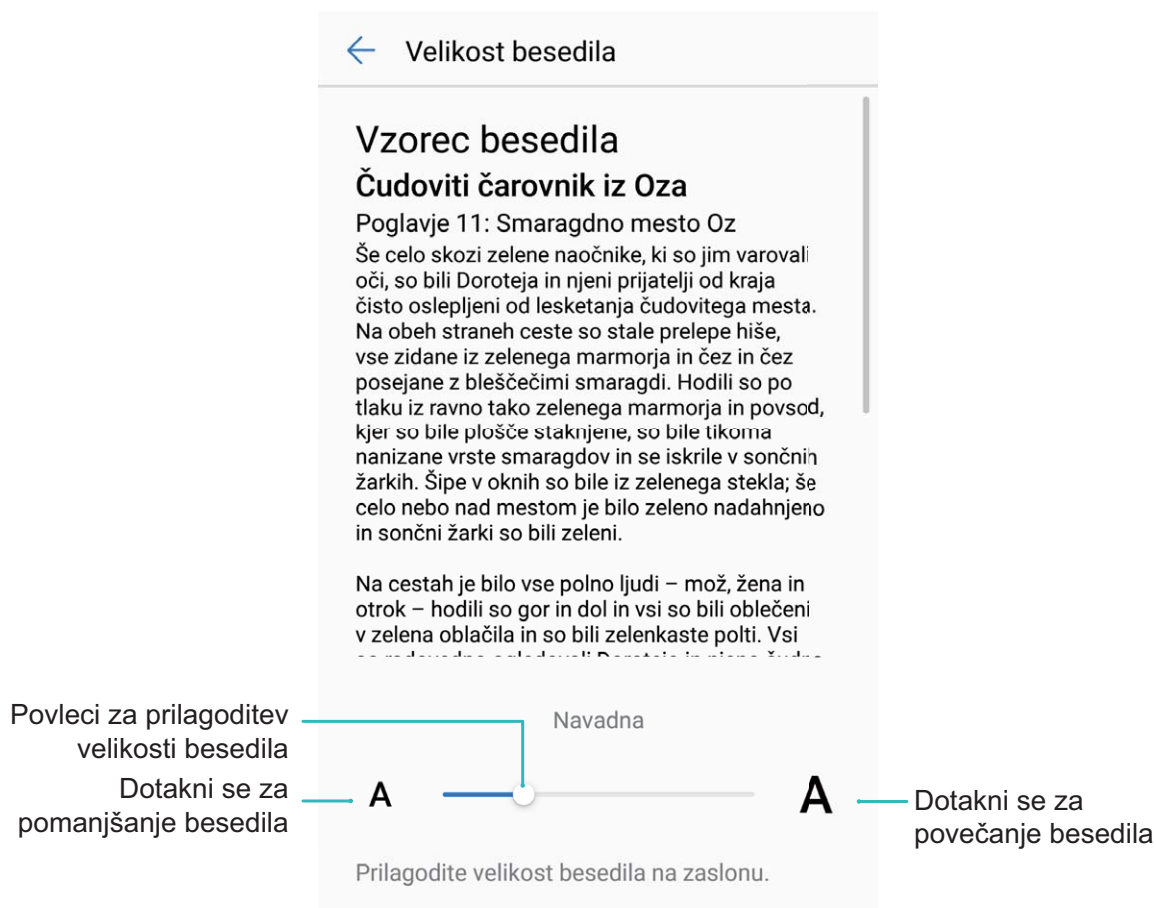 Velikost besedila
Vzorec besedila
Čudoviti čarovnik iz Oza
Poglavje 11: Smaragdno mesto Oz
Še celo skozi zelene naočnike, ki so jim varovali
oči, so bili Doroteja in njeni prijatelji od kraja
čisto oslepljeni od lesketanja čudovitega mesta.
Na obeh straneh ceste so stale prelepe hiše,
vse zidane iz zelenega marmorja in čez in čez
posejane z bleščečimi smaragdi. Hodili so po
tlaku iz ravno tako zelenega marmorja in povsod,
kjer so bile plošče staknjene, so bile tikoma
nanizane vrste smaragdov in se iskrile v sončnih
žarkih. Šipe v oknih so bile iz zelenega stekla; še
celo nebo nad mestom je bilo zeleno nadahnjeno
in sončni žarki so bili zeleni.
Na cestah je bilo vse polno ljudi – mož, žena in
otrok – hodili so gor in dol in vsi so bili oblečeni
v zelena oblačila in so bili zelenkaste polti. Vsi
Navadna
Povleci za prilagoditev
velikosti besedila
Dotakni se za
pomanjšanje besedila
A
A
Dotakni se za
povečanje besedila
Prilagodite velikost besedila na zaslonu.